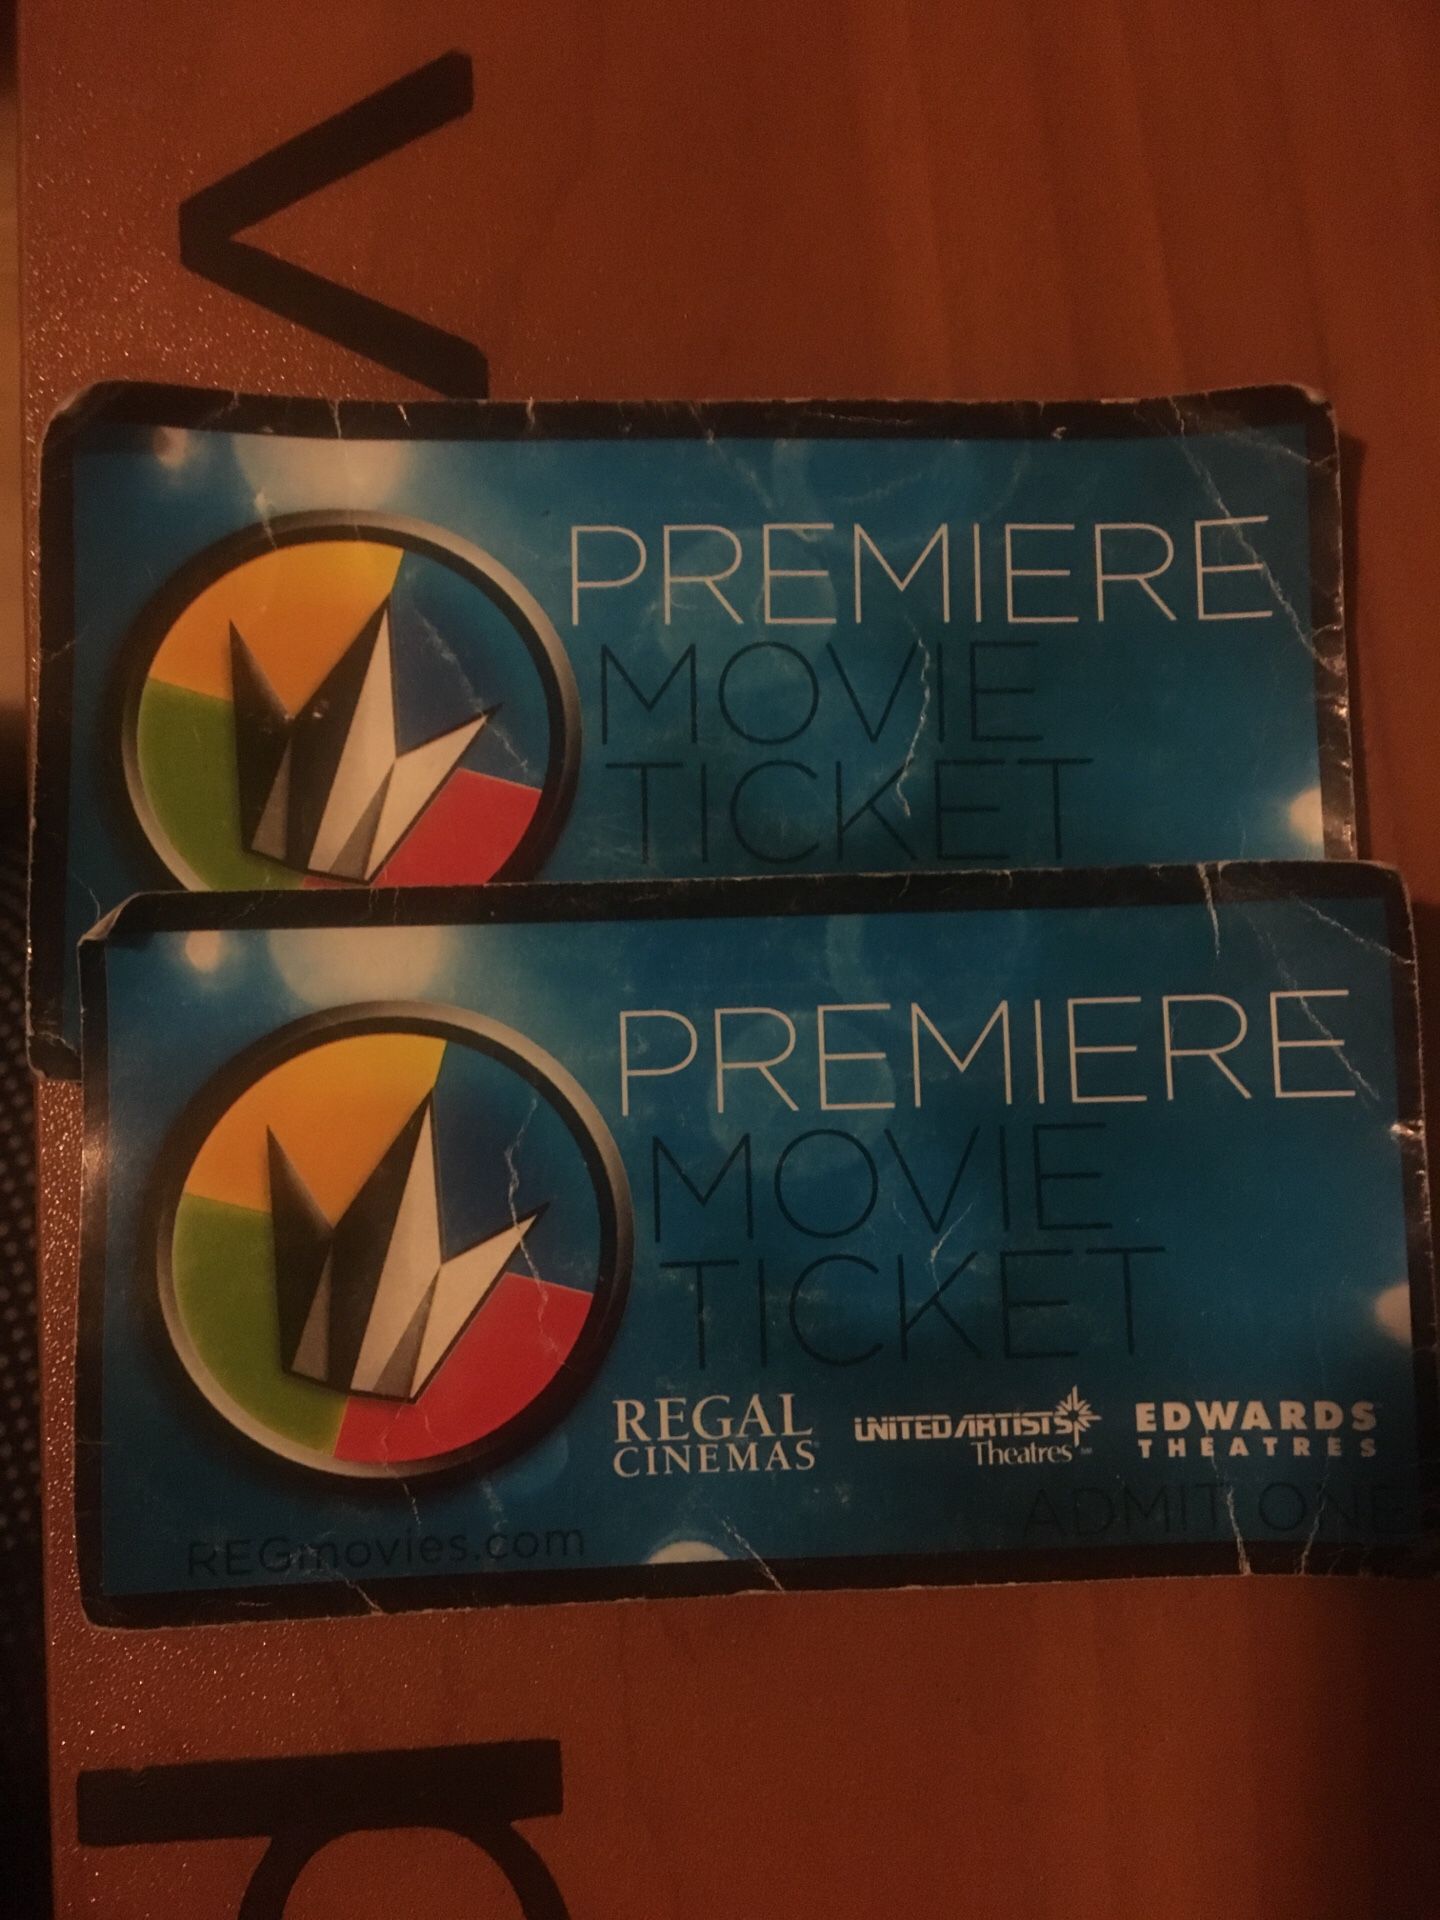 PREMIERE
MOVIE
TICKET
PREMIERE
MOVIE
TICKET
REGAL CINEMAS
UNITED ARTISTS Theatres
EDWARDS THEATRES
ADMIT ONE
REGmovies.com